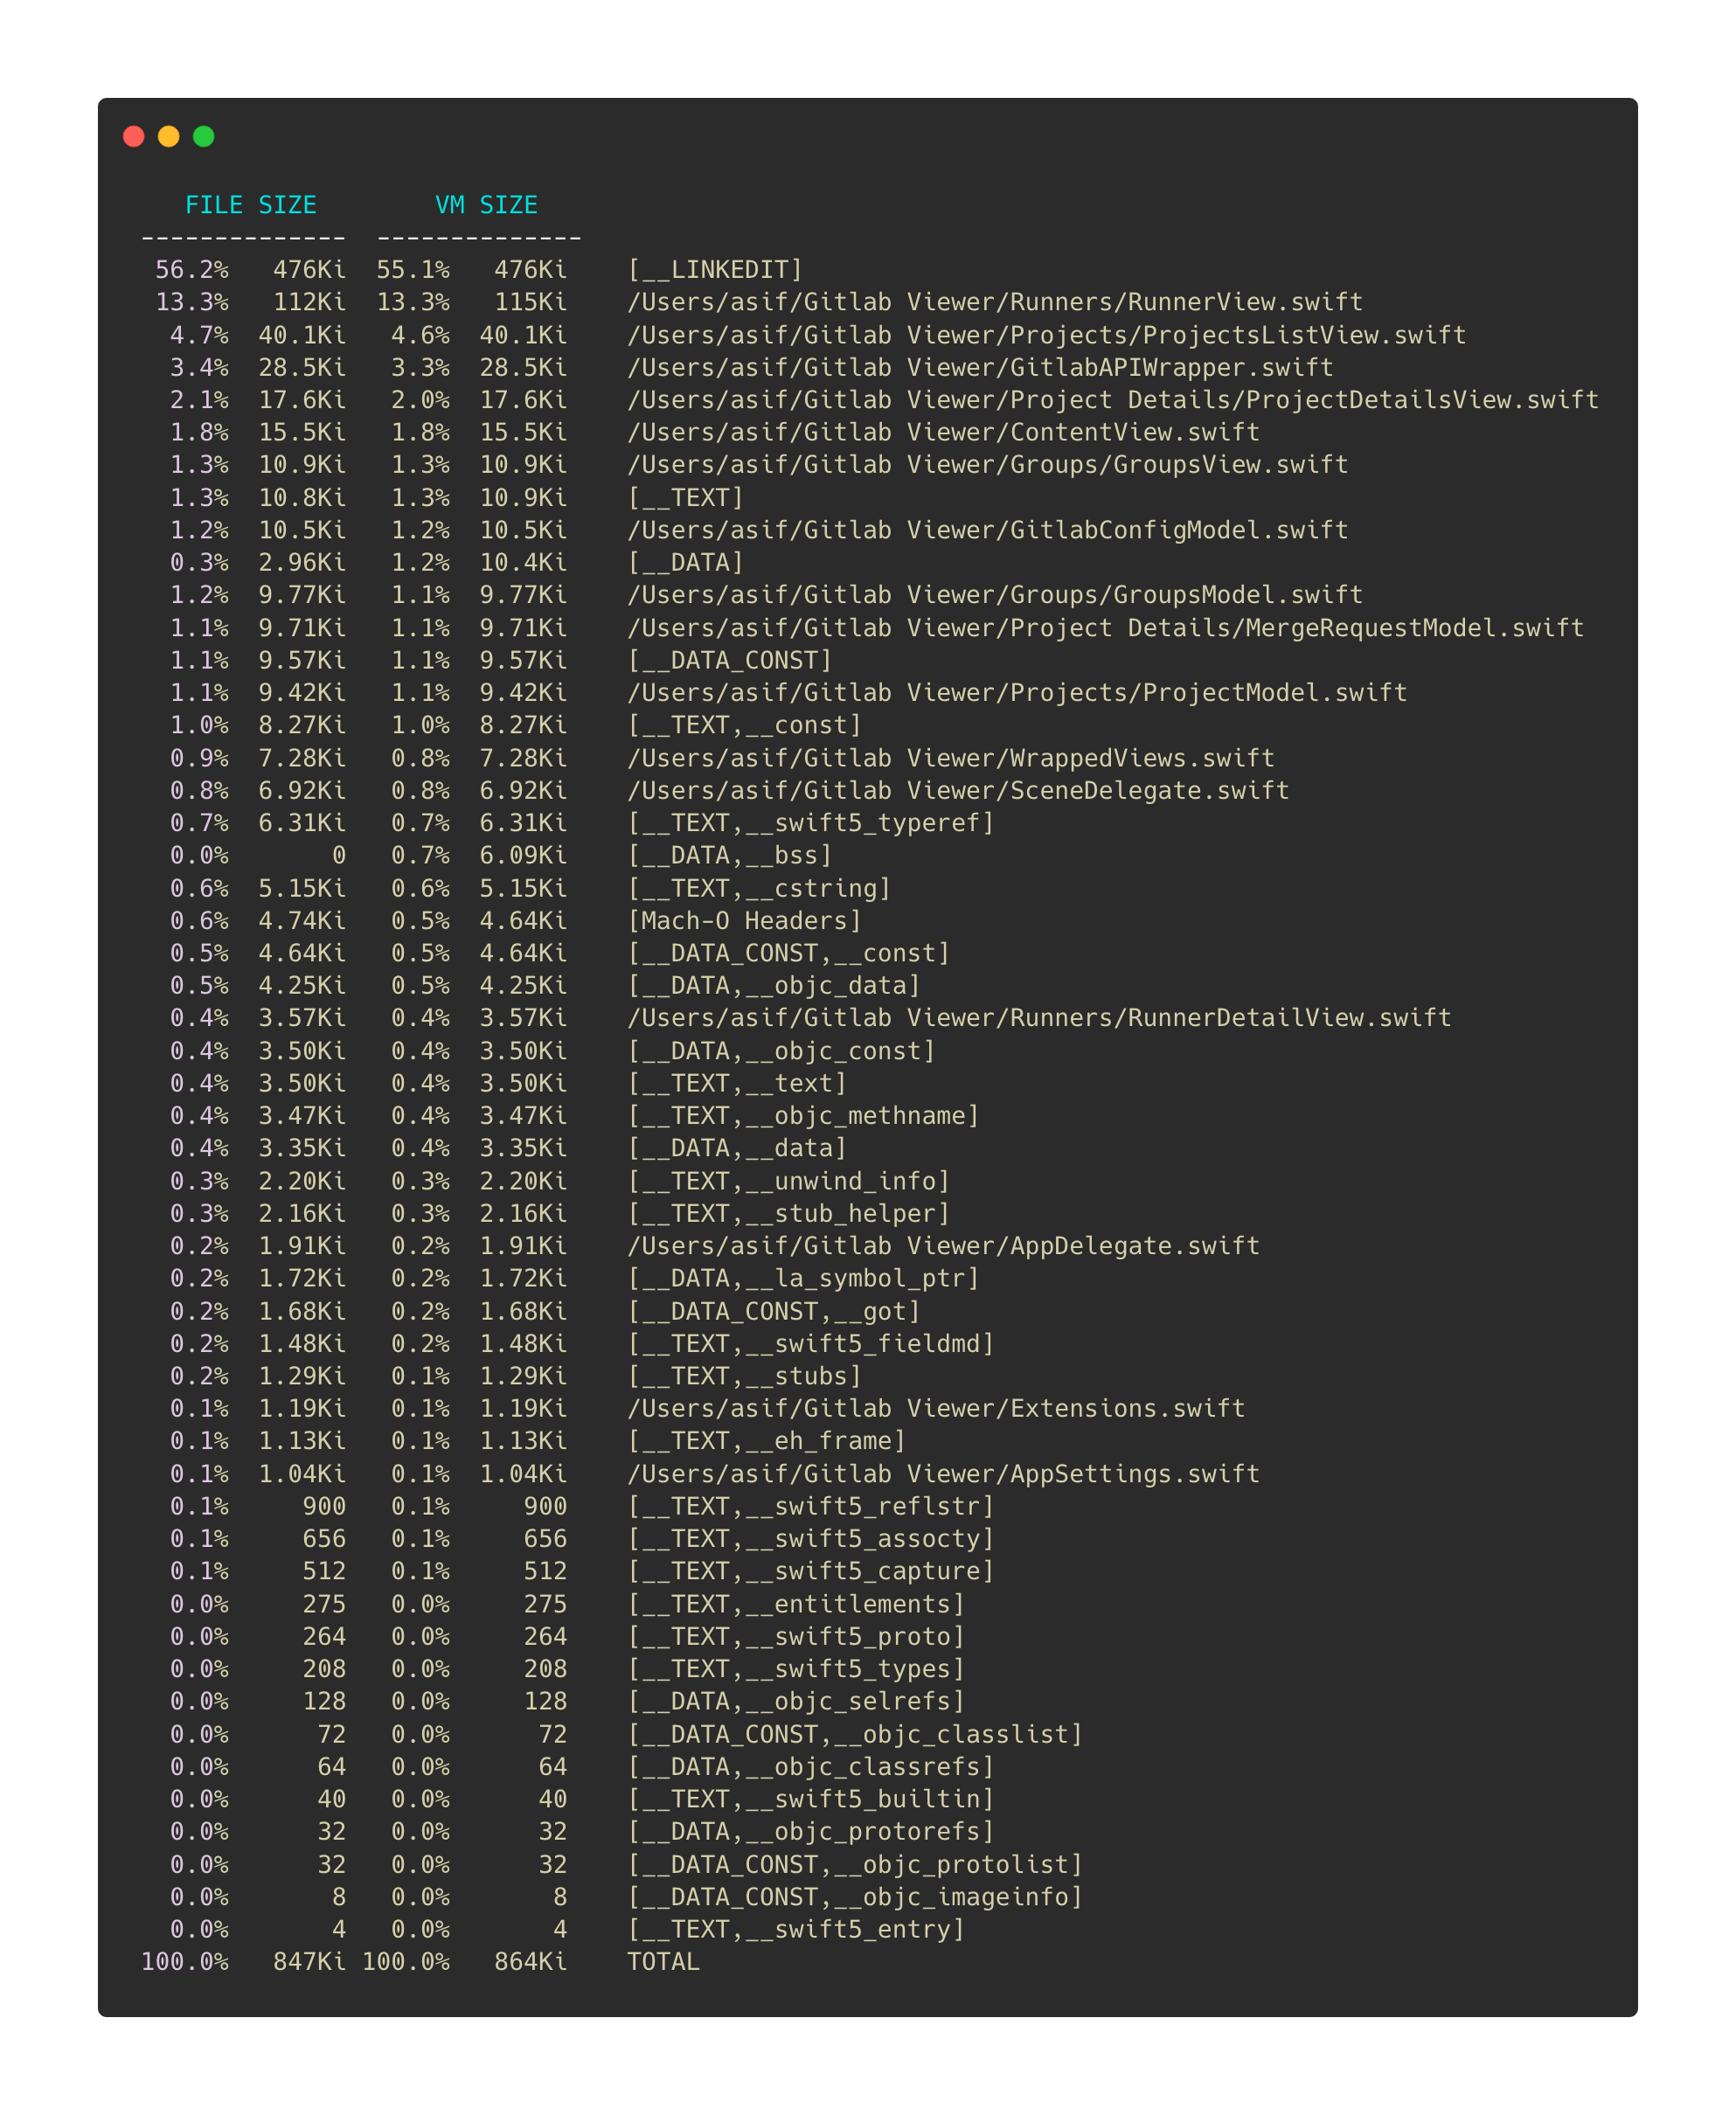 FILE SIZE        VM SIZE
--------------  --------------
56.2%   476Ki  55.1%   476Ki    [__LINKEDIT]
13.3%   112Ki  13.3%   115Ki    /Users/asif/Gitlab Viewer/Runners/RunnerView.swift
4.7%  40.1Ki   4.6%  40.1Ki    /Users/asif/Gitlab Viewer/Projects/ProjectsListView.swift
3.4%  28.5Ki   3.3%  28.5Ki    /Users/asif/Gitlab Viewer/GitlabAPIWrapper.swift
2.1%  17.6Ki   2.0%  17.6Ki    /Users/asif/Gitlab Viewer/Project Details/ProjectDetailsView.swift
1.8%  15.5Ki   1.8%  15.5Ki    /Users/asif/Gitlab Viewer/ContentView.swift
1.3%  10.9Ki   1.3%  10.9Ki    /Users/asif/Gitlab Viewer/Groups/GroupsView.swift
1.3%  10.8Ki   1.3%  10.9Ki    [__TEXT]
1.2%  10.5Ki   1.2%  10.5Ki    /Users/asif/Gitlab Viewer/GitlabConfigModel.swift
0.3%  2.96Ki   1.2%  10.4Ki    [__DATA]
1.2%  9.77Ki   1.1%  9.77Ki    /Users/asif/Gitlab Viewer/Groups/GroupsModel.swift
1.1%  9.71Ki   1.1%  9.71Ki    /Users/asif/Gitlab Viewer/Project Details/MergeRequestModel.swift
1.1%  9.57Ki   1.1%  9.57Ki    [__DATA_CONST]
1.1%  9.42Ki   1.1%  9.42Ki    /Users/asif/Gitlab Viewer/Projects/ProjectModel.swift
1.0%  8.27Ki   1.0%  8.27Ki    [__TEXT,__const]
0.9%  7.28Ki   0.8%  7.28Ki    /Users/asif/Gitlab Viewer/WrappedViews.swift
0.8%  6.92Ki   0.8%  6.92Ki    /Users/asif/Gitlab Viewer/SceneDelegate.swift
0.7%  6.31Ki   0.7%  6.31Ki    [__TEXT,__swift5_typeref]
0.0%       0   0.7%  6.09Ki    [__DATA,__bss]
0.6%  5.15Ki   0.6%  5.15Ki    [__TEXT,__cstring]
0.6%  4.74Ki   0.5%  4.64Ki    [Mach-O Headers]
0.5%  4.64Ki   0.5%  4.64Ki    [__DATA_CONST,__const]
0.5%  4.25Ki   0.5%  4.25Ki    [__DATA,__objc_data]
0.4%  3.57Ki   0.4%  3.57Ki    /Users/asif/Gitlab Viewer/Runners/RunnerDetailView.swift
0.4%  3.50Ki   0.4%  3.50Ki    [__DATA,__objc_const]
0.4%  3.50Ki   0.4%  3.50Ki    [__TEXT,__text]
0.4%  3.47Ki   0.4%  3.47Ki    [__TEXT,__objc_methname]
0.4%  3.35Ki   0.4%  3.35Ki    [__DATA,__data]
0.3%  2.20Ki   0.3%  2.20Ki    [__TEXT,__unwind_info]
0.3%  2.16Ki   0.3%  2.16Ki    [__TEXT,__stub_helper]
0.2%  1.91Ki   0.2%  1.91Ki    /Users/asif/Gitlab Viewer/AppDelegate.swift
0.2%  1.72Ki   0.2%  1.72Ki    [__DATA,__la_symbol_ptr]
0.2%  1.68Ki   0.2%  1.68Ki    [__DATA_CONST,__got]
0.2%  1.48Ki   0.2%  1.48Ki    [__TEXT,__swift5_fieldmd]
0.2%  1.29Ki   0.1%  1.29Ki    [__TEXT,__stubs]
0.1%  1.19Ki   0.1%  1.19Ki    /Users/asif/Gitlab Viewer/Extensions.swift
0.1%  1.13Ki   0.1%  1.13Ki    [__TEXT,__eh_frame]
0.1%  1.04Ki   0.1%  1.04Ki    /Users/asif/Gitlab Viewer/AppSettings.swift
0.1%     900   0.1%     900    [__TEXT,__swift5_reflstr]
0.1%     656   0.1%     656    [__TEXT,__swift5_assocty]
0.1%     512   0.1%     512    [__TEXT,__swift5_capture]
0.0%     275   0.0%     275    [__TEXT,__entitlements]
0.0%     264   0.0%     264    [__TEXT,__swift5_proto]
0.0%     208   0.0%     208    [__TEXT,__swift5_types]
0.0%     128   0.0%     128    [__DATA,__objc_selrefs]
0.0%      72   0.0%      72    [__DATA_CONST,__objc_classlist]
0.0%      64   0.0%      64    [__DATA,__objc_classrefs]
0.0%      40   0.0%      40    [__TEXT,__swift5_builtin]
0.0%      32   0.0%      32    [__DATA,__objc_protorefs]
0.0%      32   0.0%      32    [__DATA_CONST,__objc_protolist]
0.0%       8   0.0%       8    [__DATA_CONST,__objc_imageinfo]
0.0%       4   0.0%       4    [__TEXT,__swift5_entry]
100.0%   847Ki 100.0%   864Ki    TOTAL